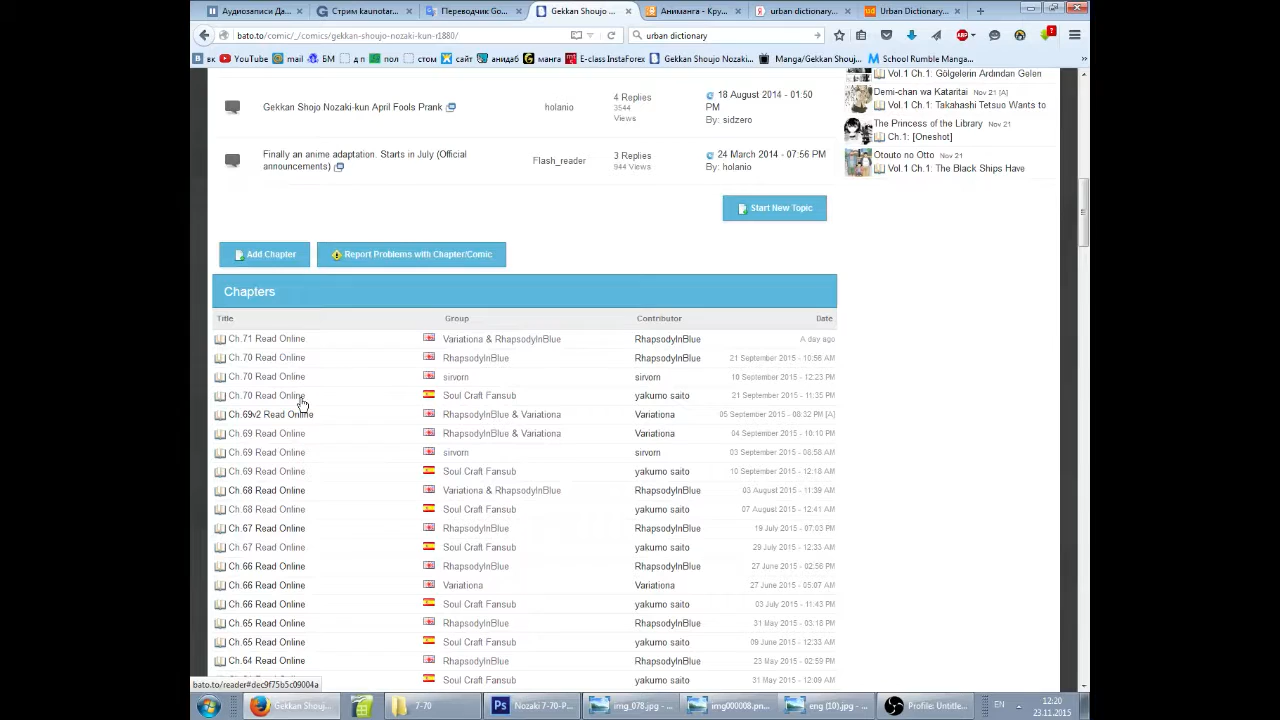 Аудиозаписи Да...
Стрим kaunotar...
Переводчик Go...
Gekkan Shoujo ...
Аниманга - Кру...
urban dictionary...
Urban Dictionary...
bato.to/comic/_/comics/gekkan-shoujo-nozaki-kun-r1880/
urban dictionary
вк
YouTube
mail
БМ
д
пол
стом
сайт
анидаб
манга
E-class InstaForex
Gekkan Shoujo Nozaki...
Manga/Gekkan Shouj...
School Rumble Manga...
Gekkan Shojo Nozaki-kun April Fools Prank
holanio
4 Replies
3544
Views
18 August 2014 - 01:50
PM
By: sidzero
Finally an anime adaptation. Starts in July (Official
announcements)
Flash_reader
3 Replies
944 Views
24 March 2014 - 07:56 PM
By: holanio
Vol.1 Ch.1: Gölgelerin Ardından Gelen
Demi-chan wa Kataritai Nov 21 [A]
Vol.1 Ch.1: Takahashi Tetsuo Wants to
The Princess of the Library Nov 21
Ch.1: [Oneshot]
Otouto no Otto Nov 21
Vol.1 Ch.1: The Black Ships Have
Start New Topic
Add Chapter
Report Problems with Chapter/Comic
Chapters
Title Group Contributor Date
Ch.71 Read Online Variationa & RhapsodyInBlue RhapsodyInBlue A day ago
Ch.70 Read Online RhapsodyInBlue RhapsodyInBlue 21 September 2015 - 10:56 AM
Ch.70 Read Online sirvorn sirvorn 10 September 2015 - 12:23 PM
Ch.70 Read Online Soul Craft Fansub yakumo saito 21 September 2015 - 11:35 PM
Ch.69v2 Read Online RhapsodyInBlue & Variationa Variationa 05 September 2015 - 08:32 PM [A]
Ch.69 Read Online RhapsodyInBlue & Variationa Variationa 04 September 2015 - 10:10 PM
Ch.69 Read Online sirvorn sirvorn 03 September 2015 - 08:58 AM
Ch.69 Read Online Soul Craft Fansub yakumo saito 10 September 2015 - 12:18 AM
Ch.68 Read Online Variationa & RhapsodyInBlue RhapsodyInBlue 03 August 2015 - 11:39 AM
Ch.68 Read Online Soul Craft Fansub yakumo saito 07 August 2015 - 12:41 AM
Ch.67 Read Online RhapsodyInBlue RhapsodyInBlue 19 July 2015 - 07:03 PM
Ch.67 Read Online Soul Craft Fansub yakumo saito 29 July 2015 - 12:33 AM
Ch.66 Read Online RhapsodyInBlue RhapsodyInBlue 27 June 2015 - 02:56 PM
Ch.66 Read Online Variationa Variationa 27 June 2015 - 05:07 AM
Ch.66 Read Online Soul Craft Fansub yakumo saito 03 July 2015 - 11:43 PM
Ch.65 Read Online RhapsodyInBlue RhapsodyInBlue 31 May 2015 - 03:18 PM
Ch.65 Read Online Soul Craft Fansub yakumo saito 09 June 2015 - 12:33 AM
Ch.64 Read Online RhapsodyInBlue RhapsodyInBlue 23 May 2015 - 02:59 PM
Soul Craft Fansub yakumo saito 31 May 2015 - 12:09 AM
bato.to/reader#dec9f75b5c09004a
Gekkan Shouj...
7-70
Nozaki 7-70-P...
img_078.jpg - ...
img000008.pn...
eng (10).jpg - ...
Profile: Untitle...
EN
12:20
23.11.2015